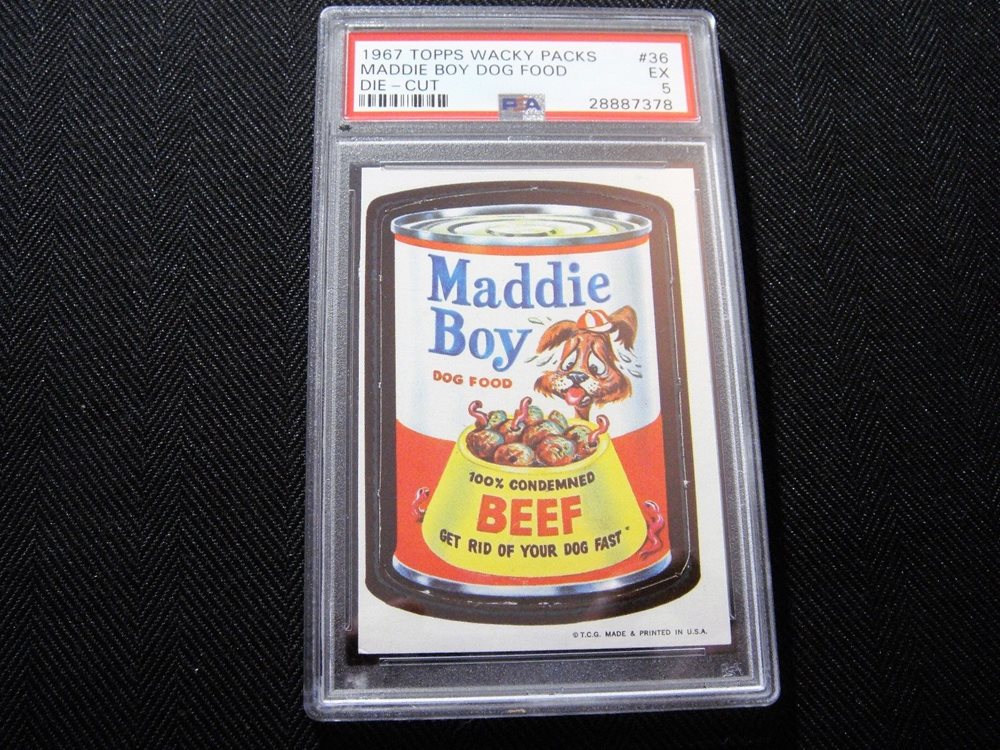 1967 TOPPS WACKY PACKS #36
MADDIE BOY DOG FOOD EX
DIE - CUT 5
PSA 28887378
Maddie
Boy
DOG FOOD
100% CONDEMNED
BEEF
GET RID OF YOUR DOG FAST"
© T.C.G. MADE & PRINTED IN U.S.A.